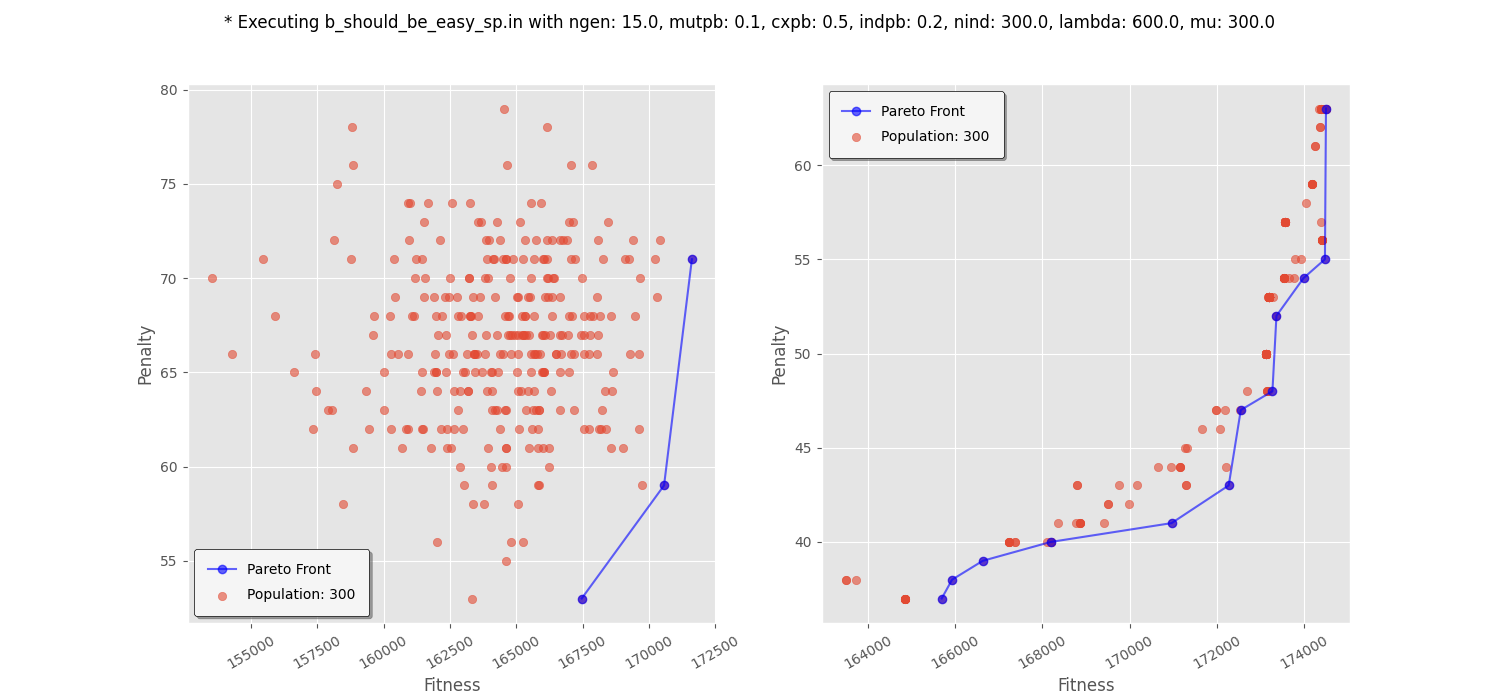 * Executing b_should_be_easy_sp.in with ngen: 15.0, mutpb: 0.1, cxpb: 0.5, indpb: 0.2, nind: 300.0, lambda: 600.0, mu: 300.0
80
75
70
65
60
55
Penalty
Pareto Front
Population: 300
155000
157500
160000
162500
165000
167500
170000
172500
Fitness
60
55
50
45
40
Penalty
Pareto Front
Population: 300
164000
166000
168000
170000
172000
174000
Fitness